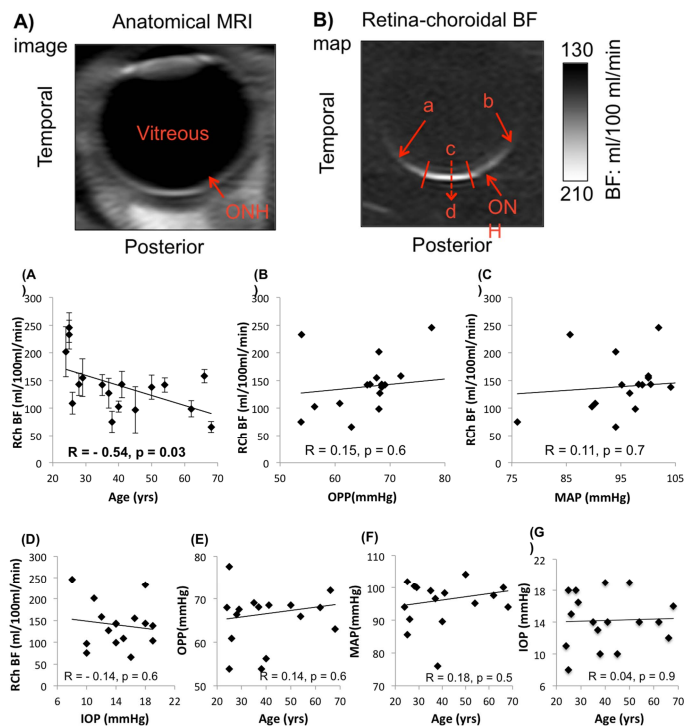 A)
Anatomical MRI
image
Temporal
Vitreous
ONH
Posterior
B)
Retina-choroidal BF
map
Temporal
a
b
c
d
ON
H
Posterior
130
210
BF: ml/100 ml/min
(A
)
RCh BF (ml/100ml/min)
300
250
200
150
100
50
0
R = - 0.54, p = 0.03
20 30 40 50 60 70
Age (yrs)
(B
)
RCh BF (ml/100ml/min)
300
250
200
150
100
50
0
R = 0.15, p = 0.6
50 60 70 80
OPP(mmHg)
(C
)
RCh BF (ml/100ml/min)
300
250
200
150
100
50
0
R = 0.11, p = 0.7
75 85 95 105
MAP (mmHg)
(D
)
RCh BF (ml/100ml/min)
300
250
200
150
100
50
0
R = - 0.14, p = 0.6
7 10 13 16 19 22
IOP (mmHg)
(E
)
OPP(mmHg)
80
70
60
50
R = 0.14, p = 0.6
20 30 40 50 60 70
Age (yrs)
(F
)
MAP(mmHg)
110
100
90
80
70
R = 0.18, p = 0.5
20 30 40 50 60 70
Age (yrs)
(G
)
IOP (mmHg)
22
18
14
10
6
R = 0.04, p = 0.9
20 30 40 50 60 70
Age (yrs)